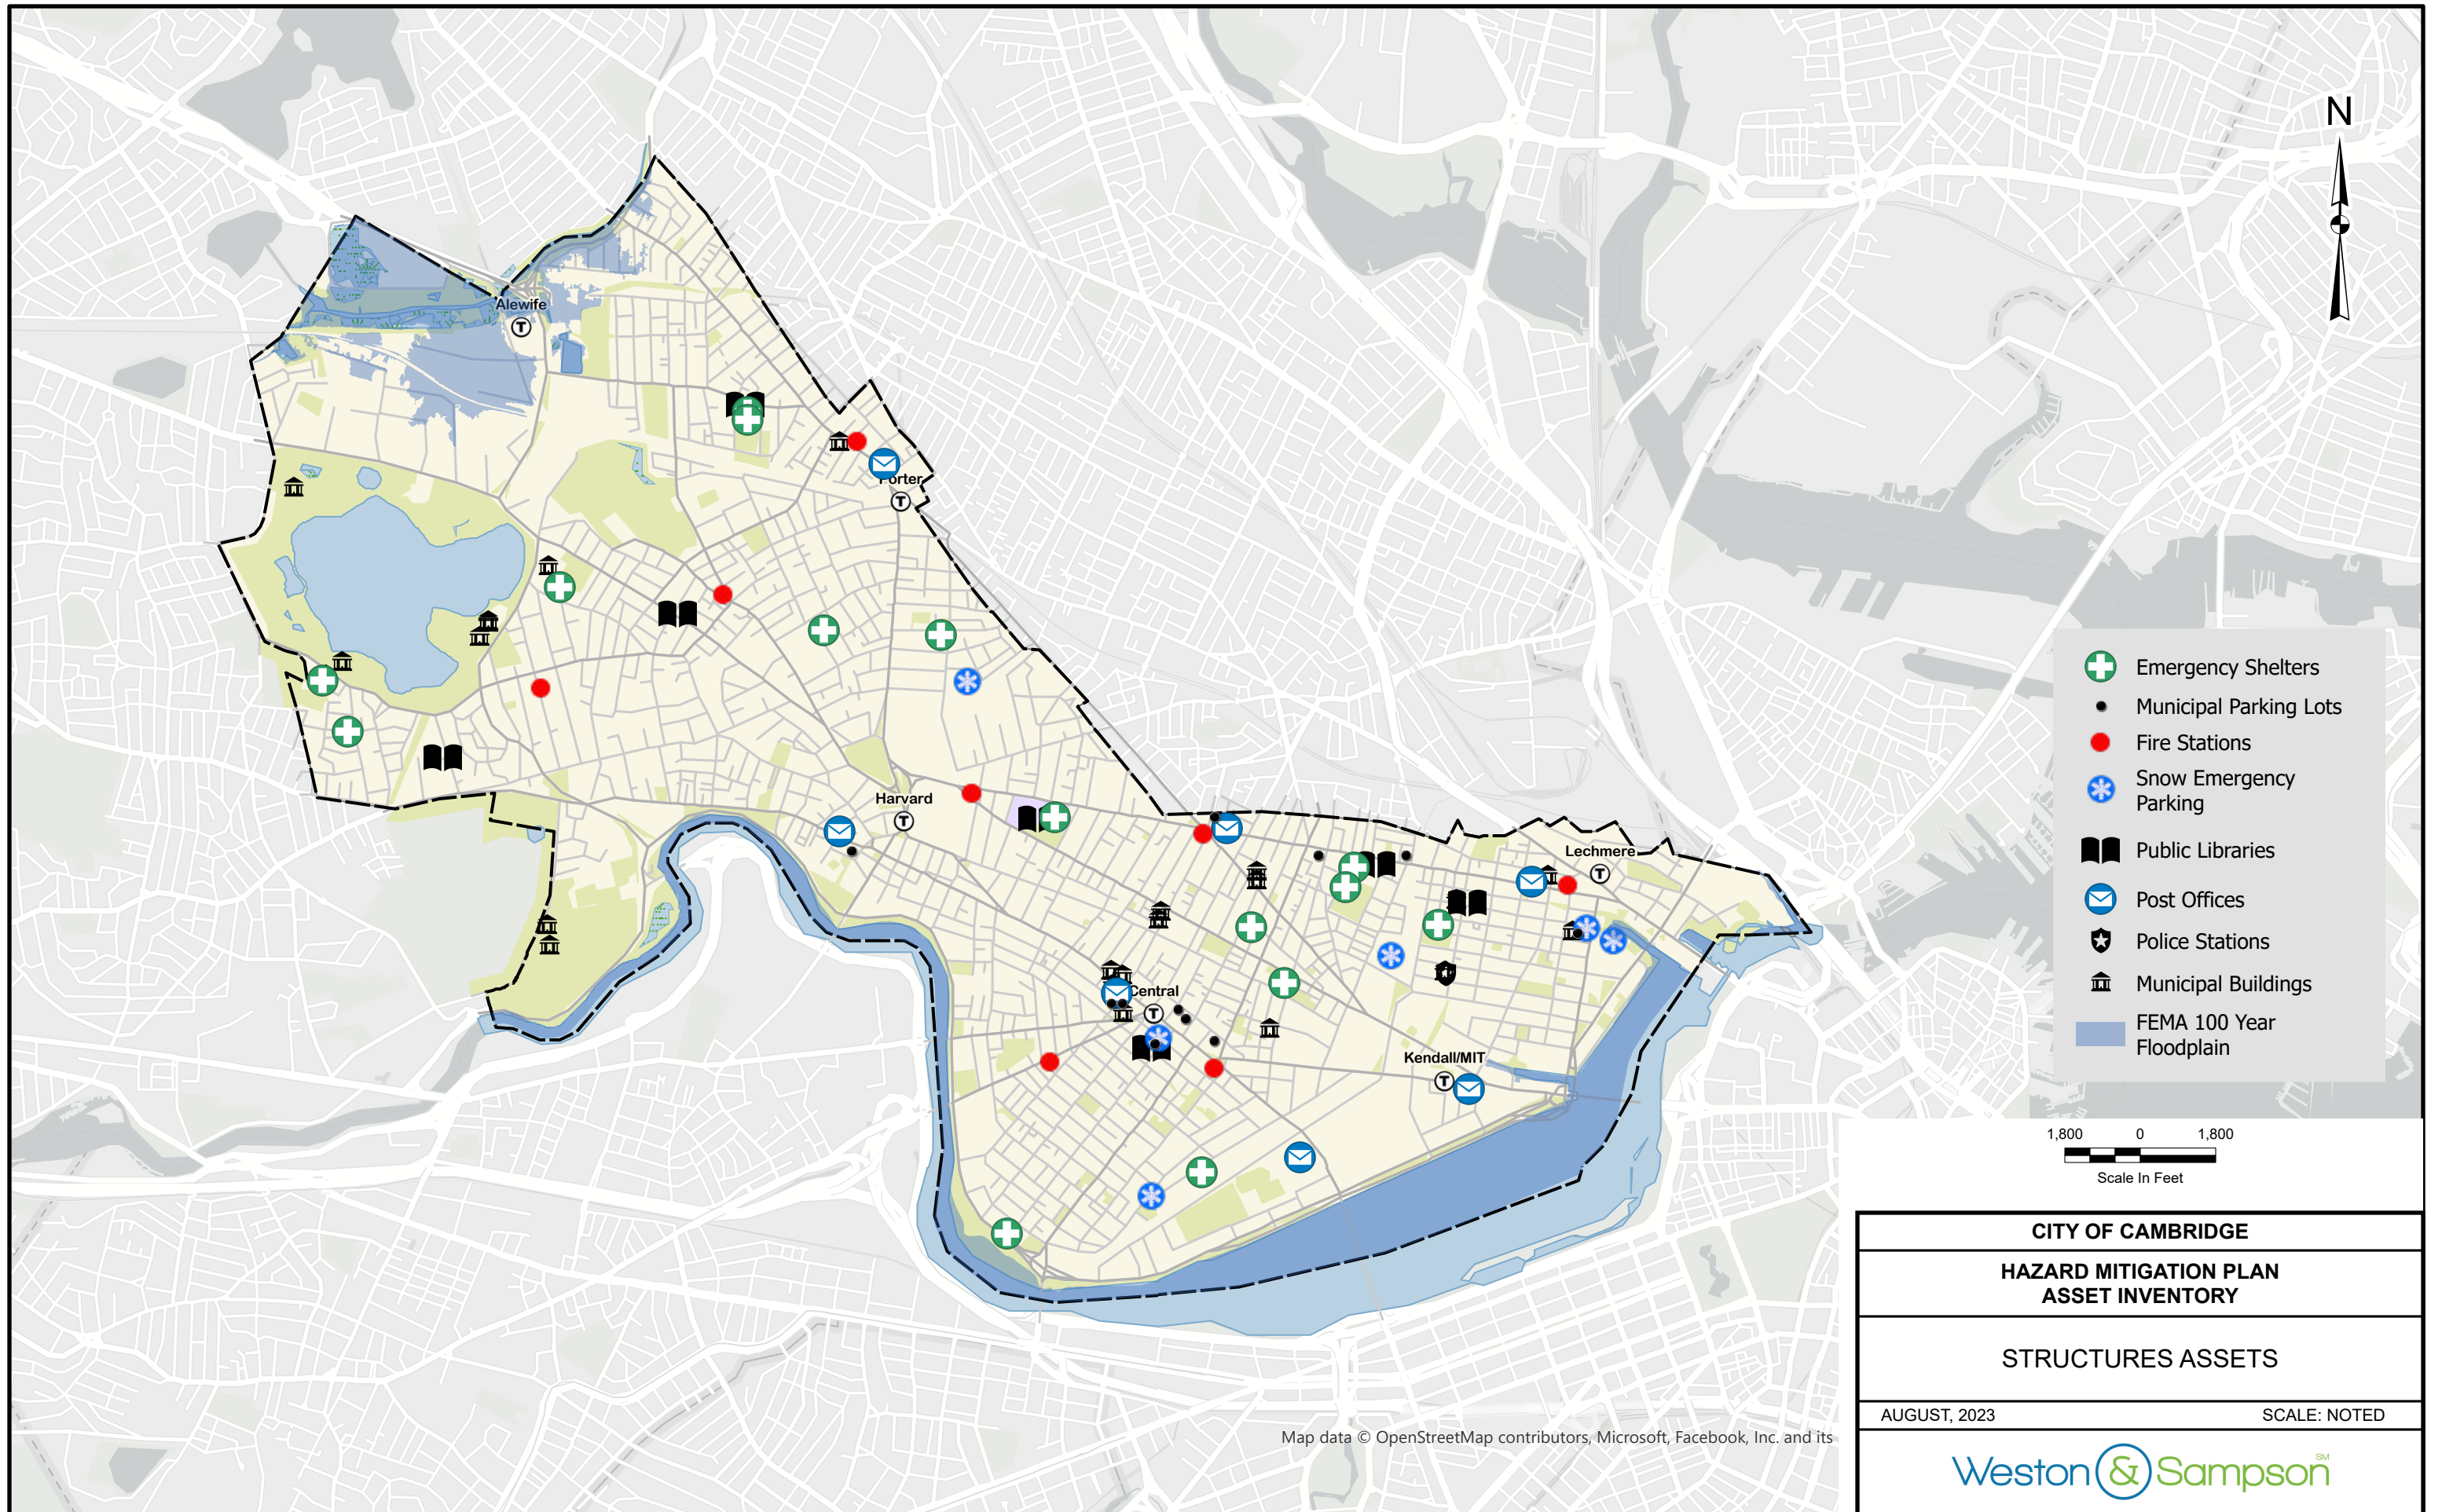 N
Alewife
T
Porter
T
Harvard
T
Lechmere
T
Central
T
Kendall/MIT
T
Emergency Shelters
Municipal Parking Lots
Fire Stations
Snow Emergency
Parking
Public Libraries
Post Offices
Police Stations
Municipal Buildings
FEMA 100 Year
Floodplain
1,800 0 1,800
Scale In Feet
CITY OF CAMBRIDGE
HAZARD MITIGATION PLAN
ASSET INVENTORY
STRUCTURES ASSETS
AUGUST, 2023 SCALE: NOTED
Map data © OpenStreetMap contributors, Microsoft, Facebook, Inc. and its
Weston & Sampson SM